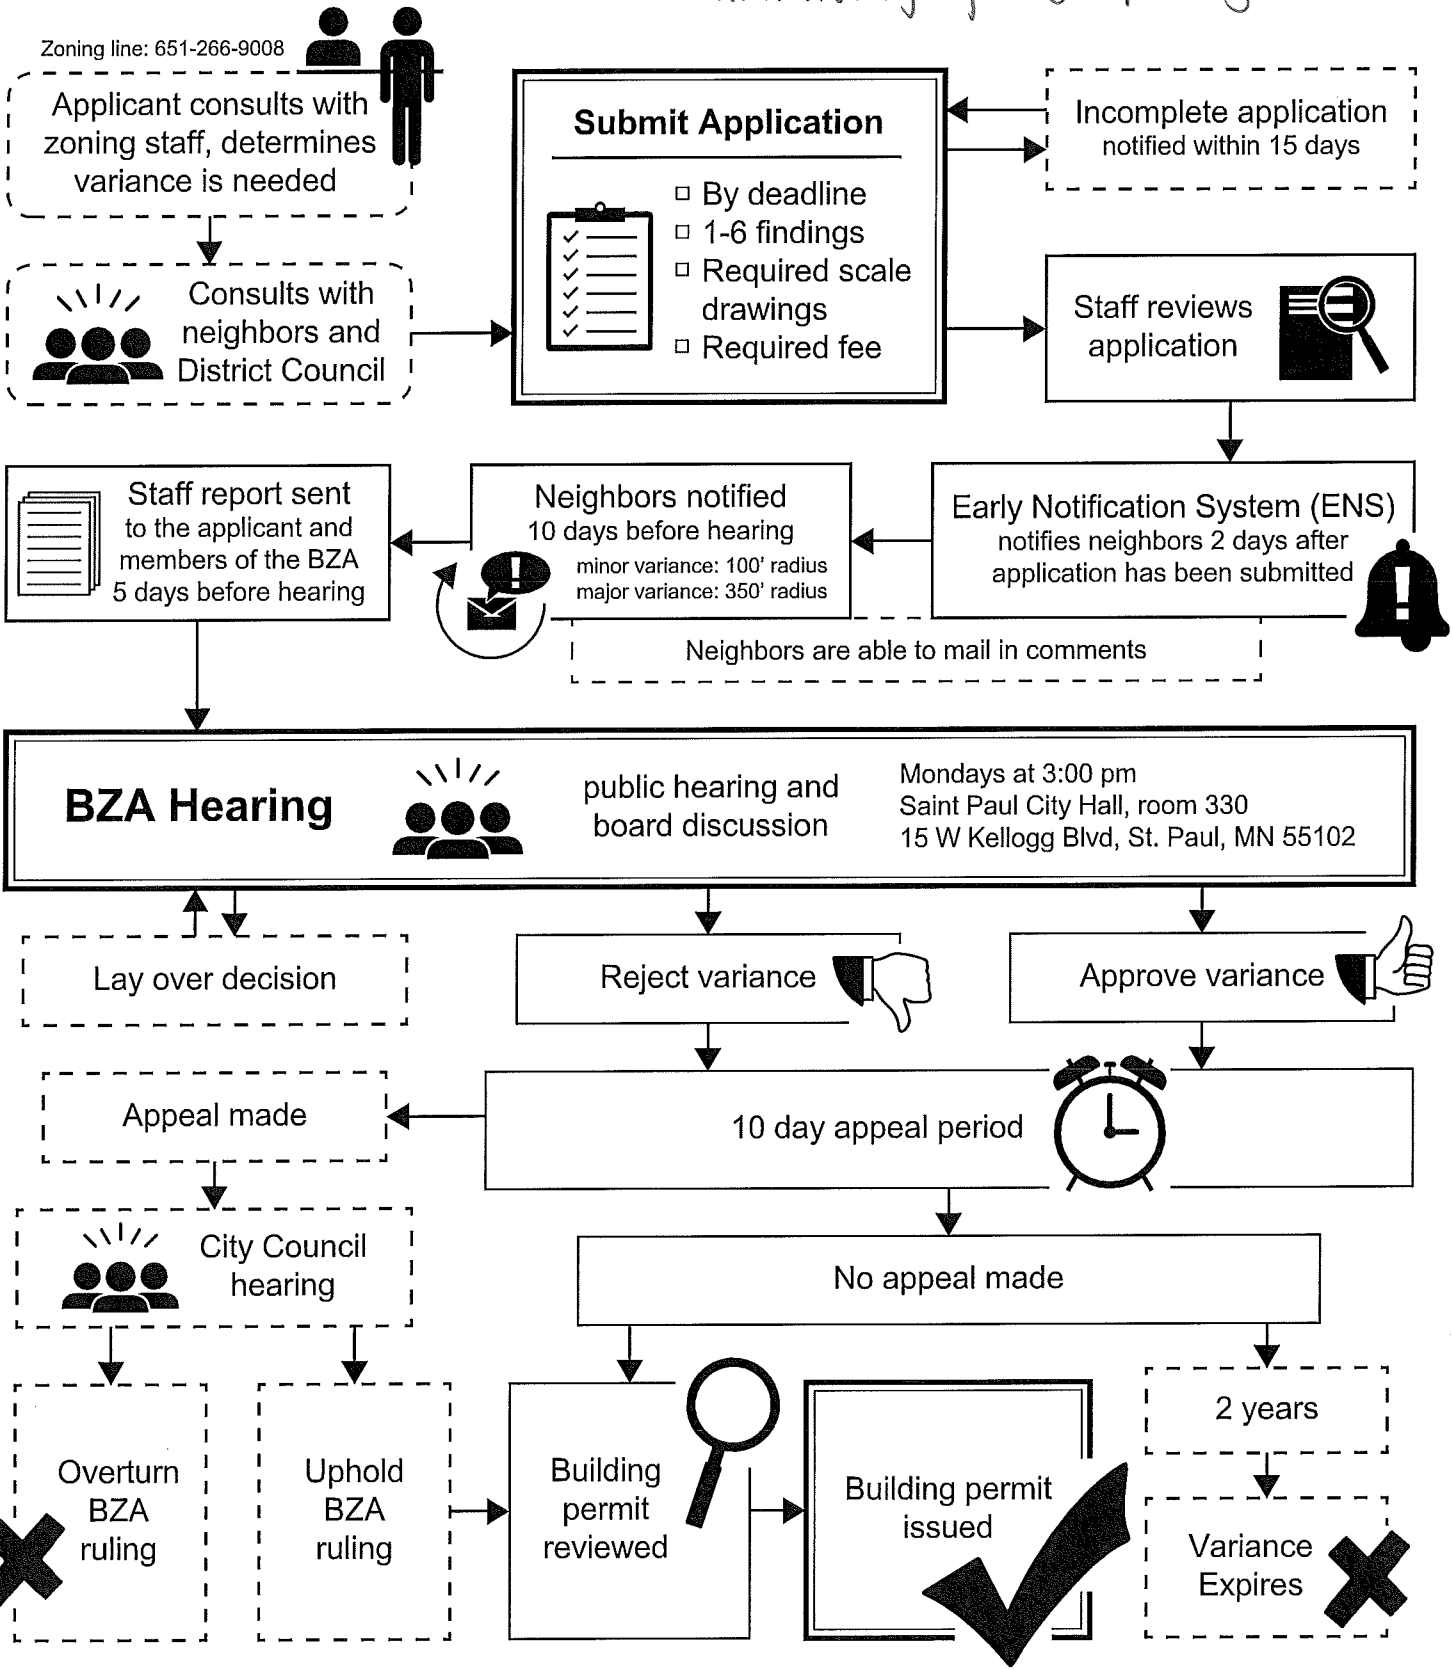 Zoning line: 651-266-9008
Applicant consults with
zoning staff, determines
variance is needed
Consults with
neighbors and
District Council
Submit Application
By deadline
1-6 findings
Required scale
drawings
Required fee
Incomplete application
notified within 15 days
Staff reviews
application
Early Notification System (ENS)
notifies neighbors 2 days after
application has been submitted
Neighbors notified
10 days before hearing
minor variance: 100' radius
major variance: 350' radius
Neighbors are able to mail in comments
Staff report sent
to the applicant and
members of the BZA
5 days before hearing
BZA Hearing
public hearing and
board discussion
Mondays at 3:00 pm
Saint Paul City Hall, room 330
15 W Kellogg Blvd, St. Paul, MN 55102
Lay over decision
Reject variance
Approve variance
10 day appeal period
Appeal made
City Council
hearing
No appeal made
Overturn
BZA
ruling
Uphold
BZA
ruling
Building
permit
reviewed
Building permit
issued
2 years
Variance
Expires